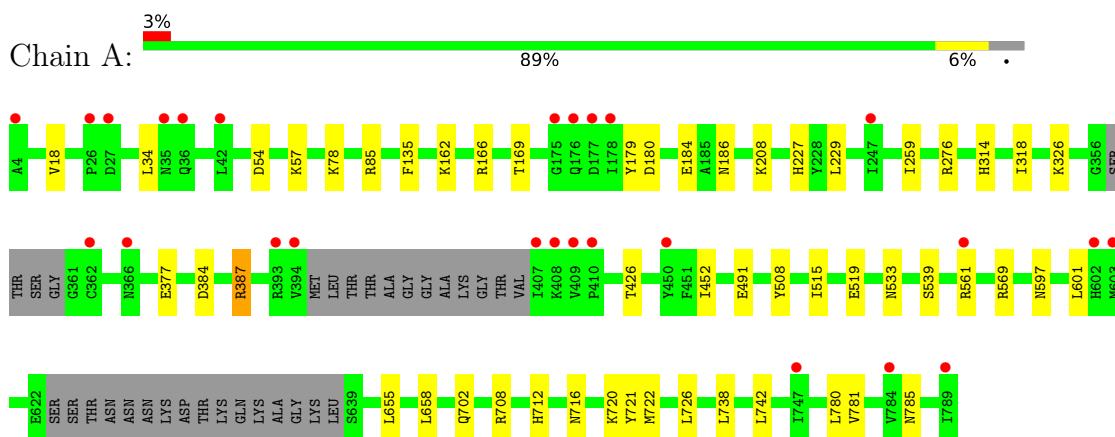 3%
Chain A:
89% 6% •
A4 V18 P26 D27 L34 N35 Q36 L42 D54 K57 K78 R85 F135 K162 R166 T169 G175 Q176 D177 I178 Y179 D180 E184 A185 N186 K208 H227 Y228 L229 I247 I259 R276 H314 I318 K326 G356 SER
THR SER GLY G361 C362 N366 E377 D384 R387 R393 V394 MET LEU THR THR ALA GLY GLY ALA LYS GLY THR VAL I407 K408 V409 P410 T426 Y450 F451 I452 E491 Y508 I515 E519 N533 S539 R561 R569 N597 L601 H602 M603
E622 SER SER THR ASN ASN ASN LYS ASP THR LYS GLN LYS ALA GLY LYS LEU S639 L655 L658 Q702 R708 H712 N716 K720 Y721 M722 L726 L738 L742 I747 L780 V781 V784 N785 I789